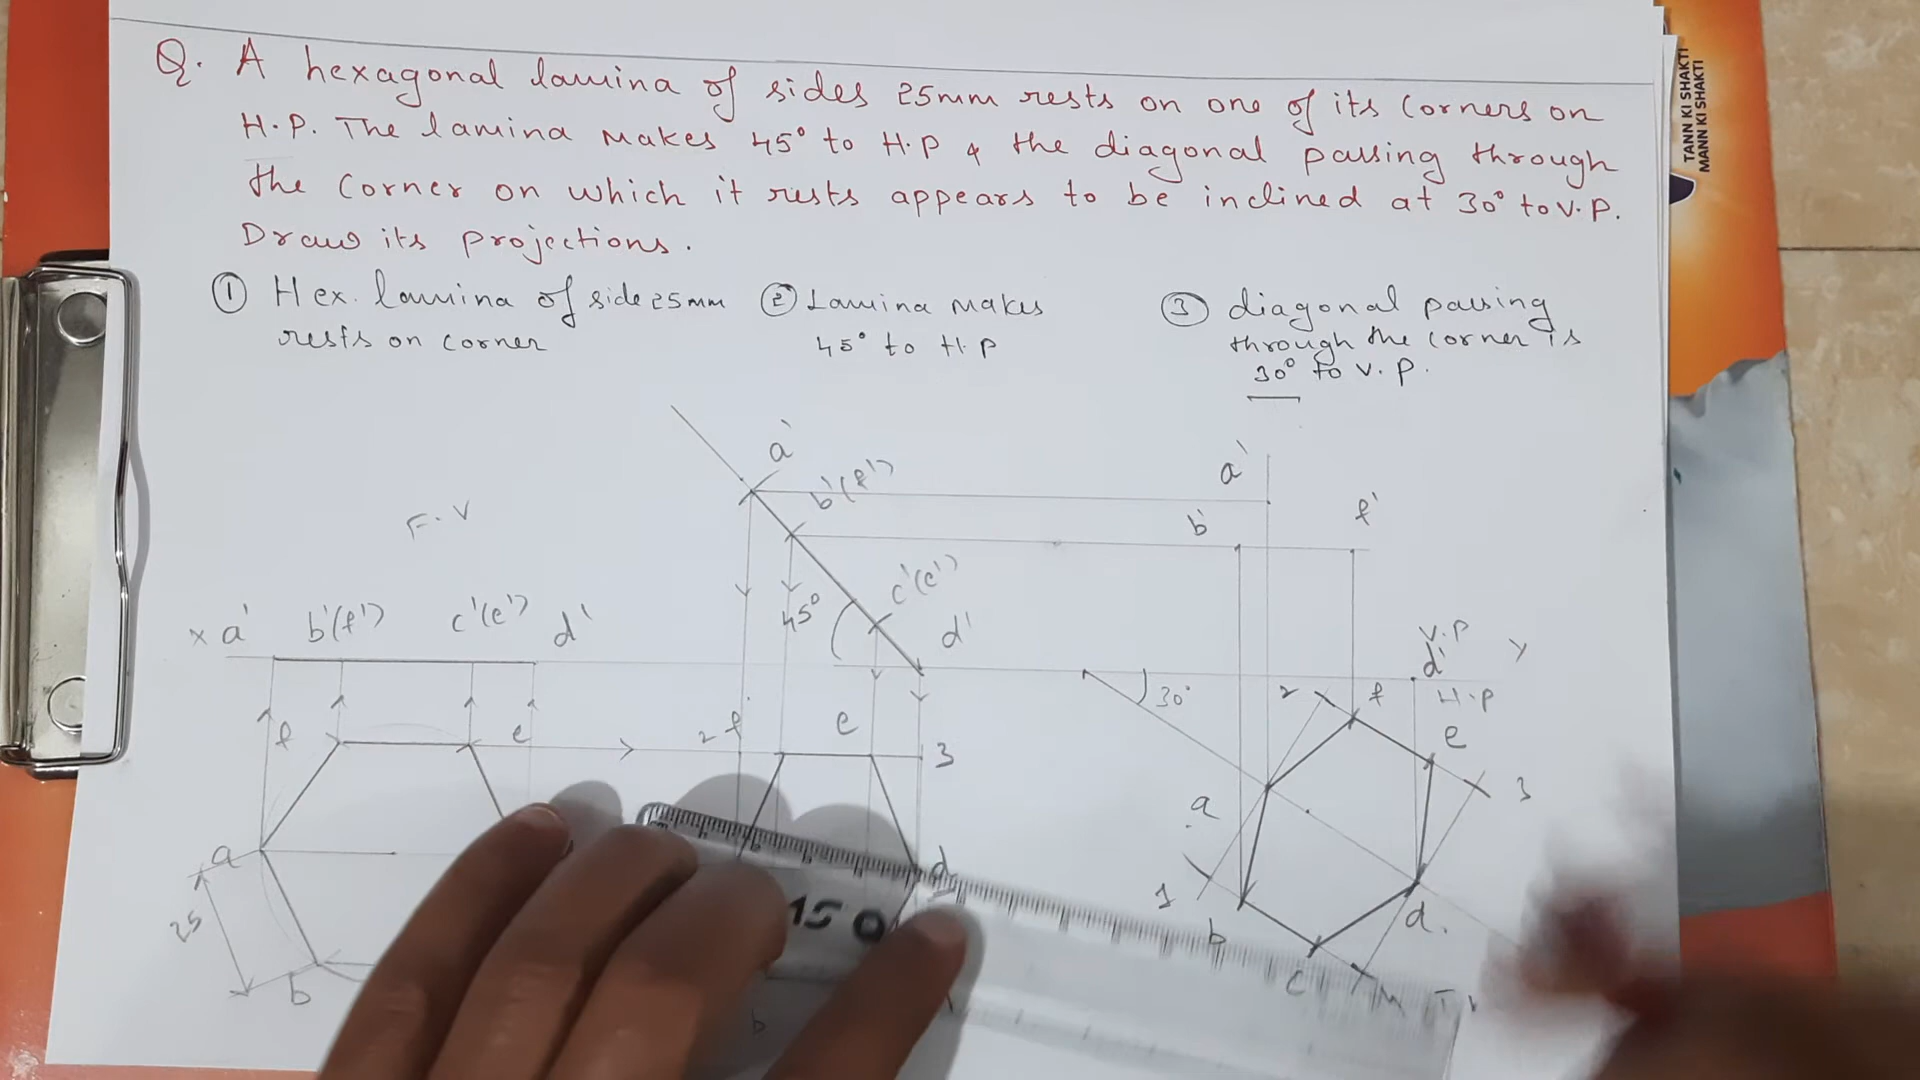 Q. A hexagonal lamina of sides 25mm rests on one of its corners on
H.P. The lamina makes 45° to H.P & the diagonal passing through
the corner on which it rests appears to be inclined at 30° to V.P.
Draw its projections.
① Hex. lamina of side 25mm
rests on corner
② Lamina makes
45° to H.P
③ diagonal passing
through the corner is
30° to V.P.
TANN KI SHAKTI
MANN KI SHAKTI
F.V
a'
b'(f')
c'(e')
d'
45°
a'
b'
f'
X a' b'(f') c'(e') d'
V.P
d'
H.P
Y
30°
f
e
a
25
b
2 f
e
3
d
b
15
2
f
e
3
a
1
b
c
d